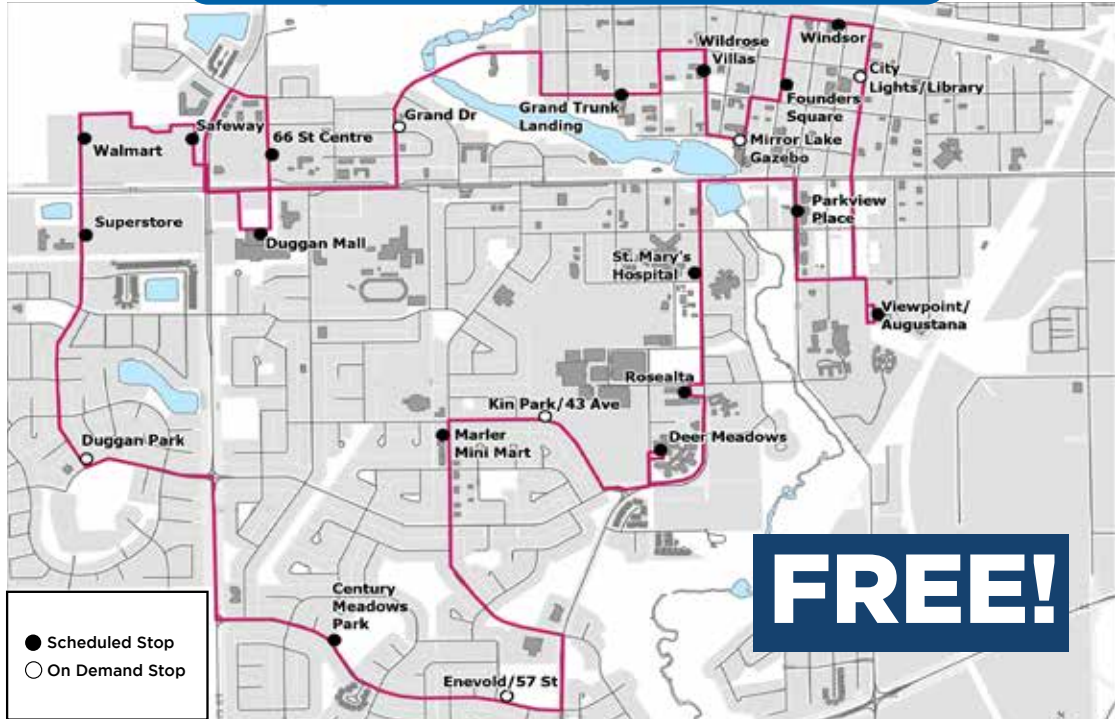 Windsor
Wildrose
Villas
City
Lights/Library
Founders
Square
Grand Trunk
Landing
Grand Dr
Mirror Lake
Gazebo
Safeway
66 St Centre
Walmart
Superstore
Duggan Mall
Parkview
Place
St. Mary's
Hospital
Viewpoint/
Augustana
Rosealta
Kin Park/43 Ave
Duggan Park
Marler
Mini Mart
Deer Meadows
Century
Meadows
Park
Enevold/57 St
FREE!
Scheduled Stop
On Demand Stop